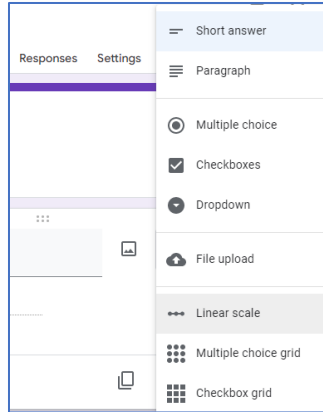 Responses Settings
Short answer
Paragraph
Multiple choice
Checkboxes
Dropdown
File upload
Linear scale
Multiple choice grid
Checkbox grid